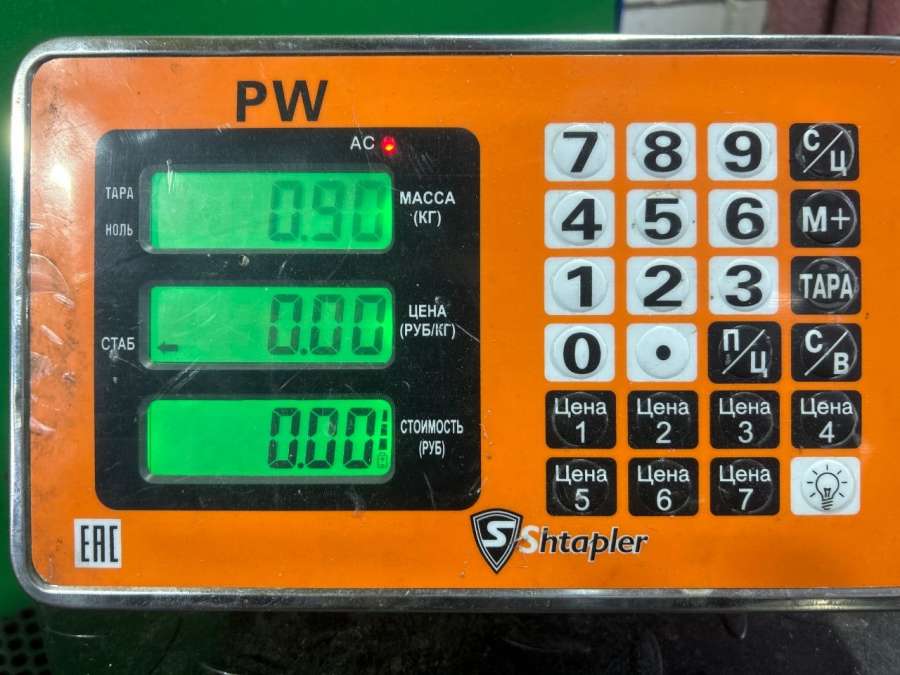 PW
AC
ТАРА
НОЛЬ
0.90
МАССА
(КГ)
СТАБ
0.00
ЦЕНА
(РУБ/КГ)
0.00
СТОИМОСТЬ
(РУБ)
7 8 9 С/Ц
4 5 6 М+
1 2 3 ТАРА
0 . П/Ц С/В
Цена 1 Цена 2 Цена 3 Цена 4
Цена 5 Цена 6 Цена 7
EAC
S Shtapler